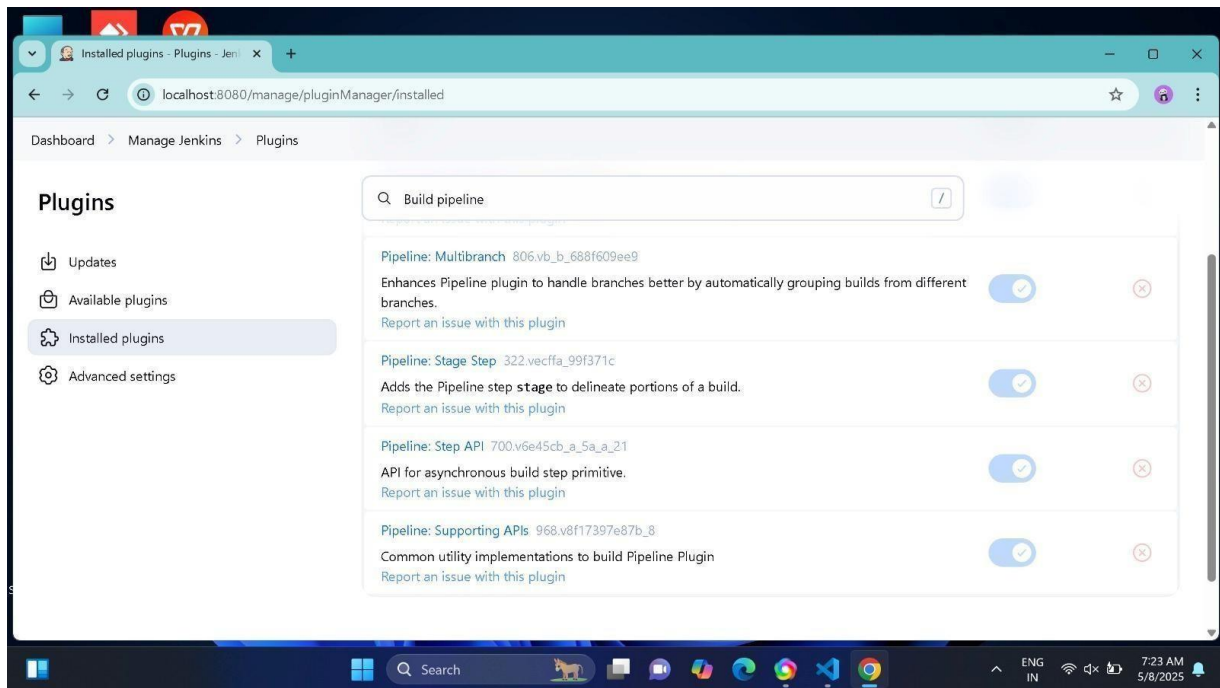 Installed plugins - Plugins - Jen
localhost:8080/manage/pluginManager/installed
Dashboard > Manage Jenkins > Plugins
Plugins
Build pipeline /
Updates
Available plugins
Installed plugins
Advanced settings
Pipeline: Multibranch 806.vb_b_688f609ee9
Enhances Pipeline plugin to handle branches better by automatically grouping builds from different
branches.
Report an issue with this plugin
Pipeline: Stage Step 322.vecffa_99f371c
Adds the Pipeline step stage to delineate portions of a build.
Report an issue with this plugin
Pipeline: Step API 700.v6e45cb_a_5a_a_21
API for asynchronous build step primitive.
Report an issue with this plugin
Pipeline: Supporting APIs 968.v8f17397e87b_8
Common utility implementations to build Pipeline Plugin
Report an issue with this plugin
Search
ENG
IN
7:23 AM
5/8/2025